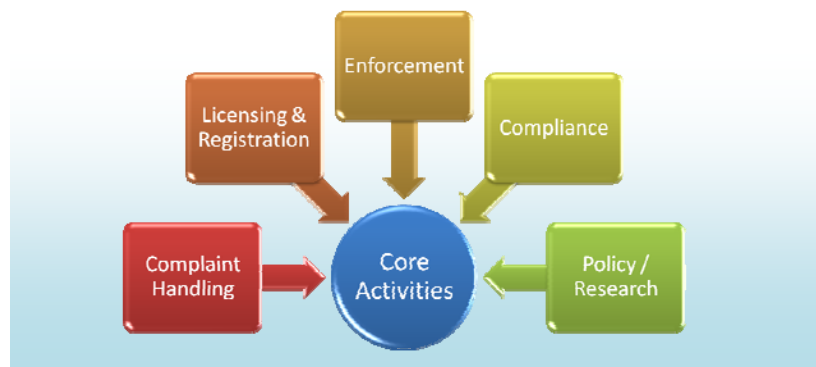 Enforcement
Licensing &
Registration
Compliance
Complaint
Handling
Core
Activities
Policy /
Research